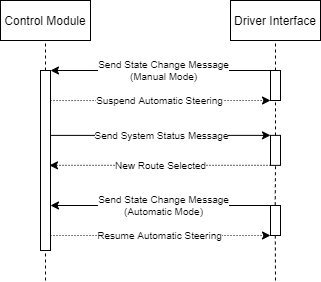 Control Module
Driver Interface
Send State Change Message
(Manual Mode)
Suspend Automatic Steering
Send System Status Message
New Route Selected
Send State Change Message
(Automatic Mode)
Resume Automatic Steering